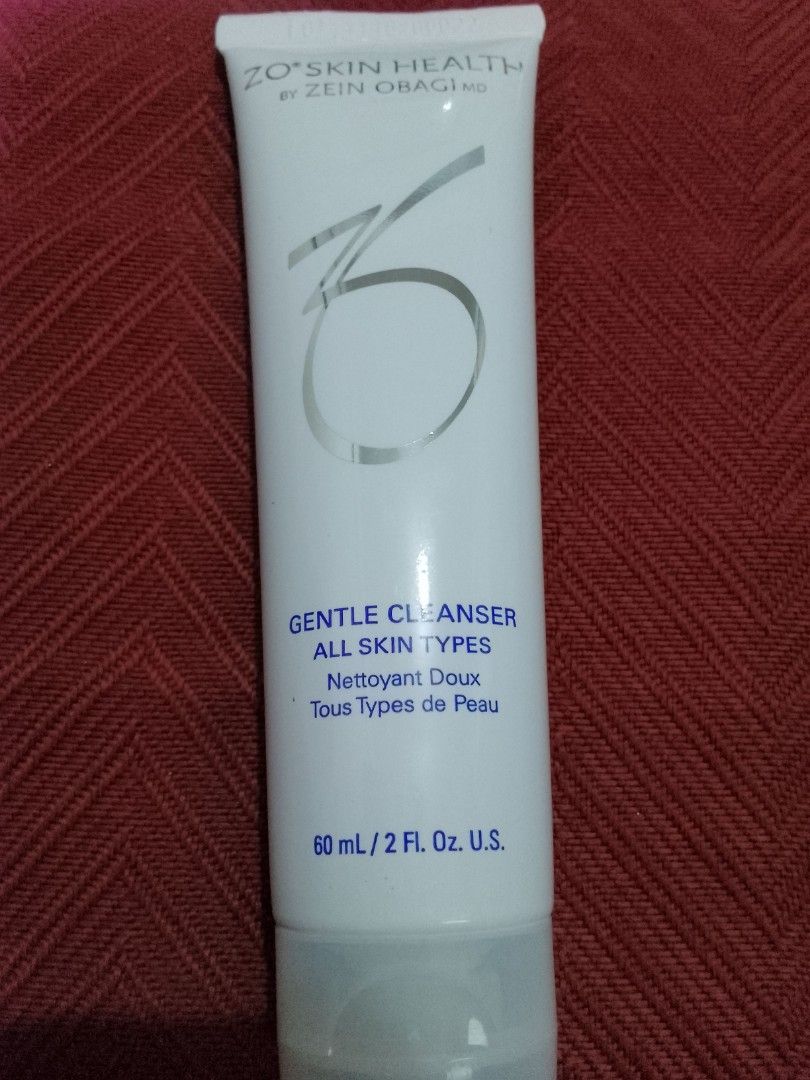 ZO® SKIN HEALTH
BY ZEIN OBAGI MD
GENTLE CLEANSER
ALL SKIN TYPES
Nettoyant Doux
Tous Types de Peau
60 mL / 2 Fl. Oz. U.S.